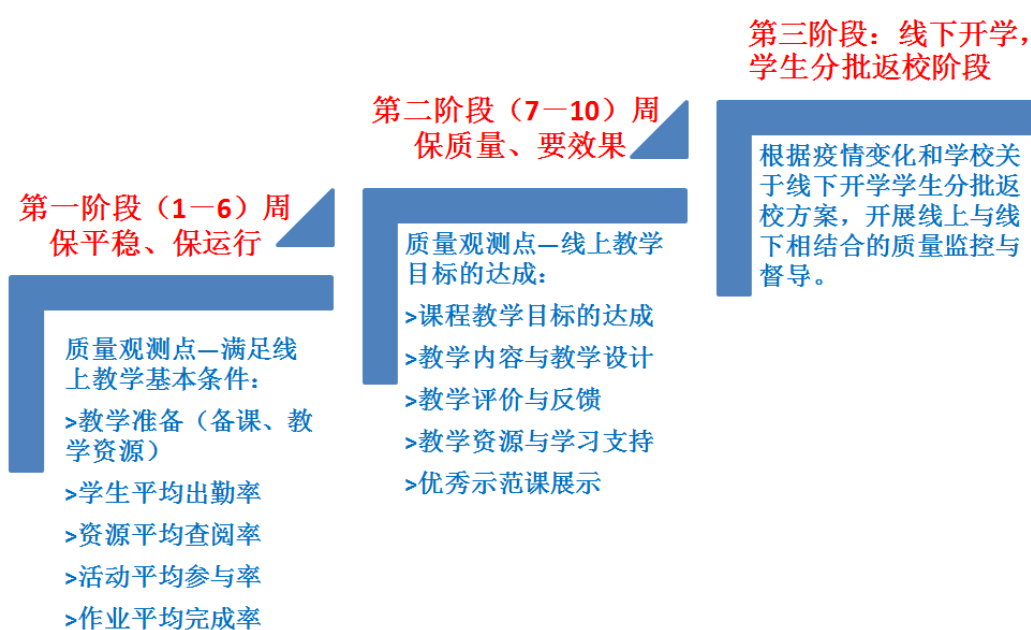 第一阶段（1—6）周
保平稳、保运行
质量观测点—满足线
上教学基本条件：
>教学准备（备课、教
学资源）
>学生平均出勤率
>资源平均查阅率
>活动平均参与率
>作业平均完成率
第二阶段（7—10）周
保质量、要效果
质量观测点—线上教学
目标的达成：
>课程教学目标的达成
>教学内容与教学设计
>教学评价与反馈
>教学资源与学习支持
>优秀示范课展示
第三阶段：线下开学，
学生分批返校阶段
根据疫情变化和学校关
于线下开学学生分批返
校方案，开展线上与线
下相结合的质量监控与
督导。